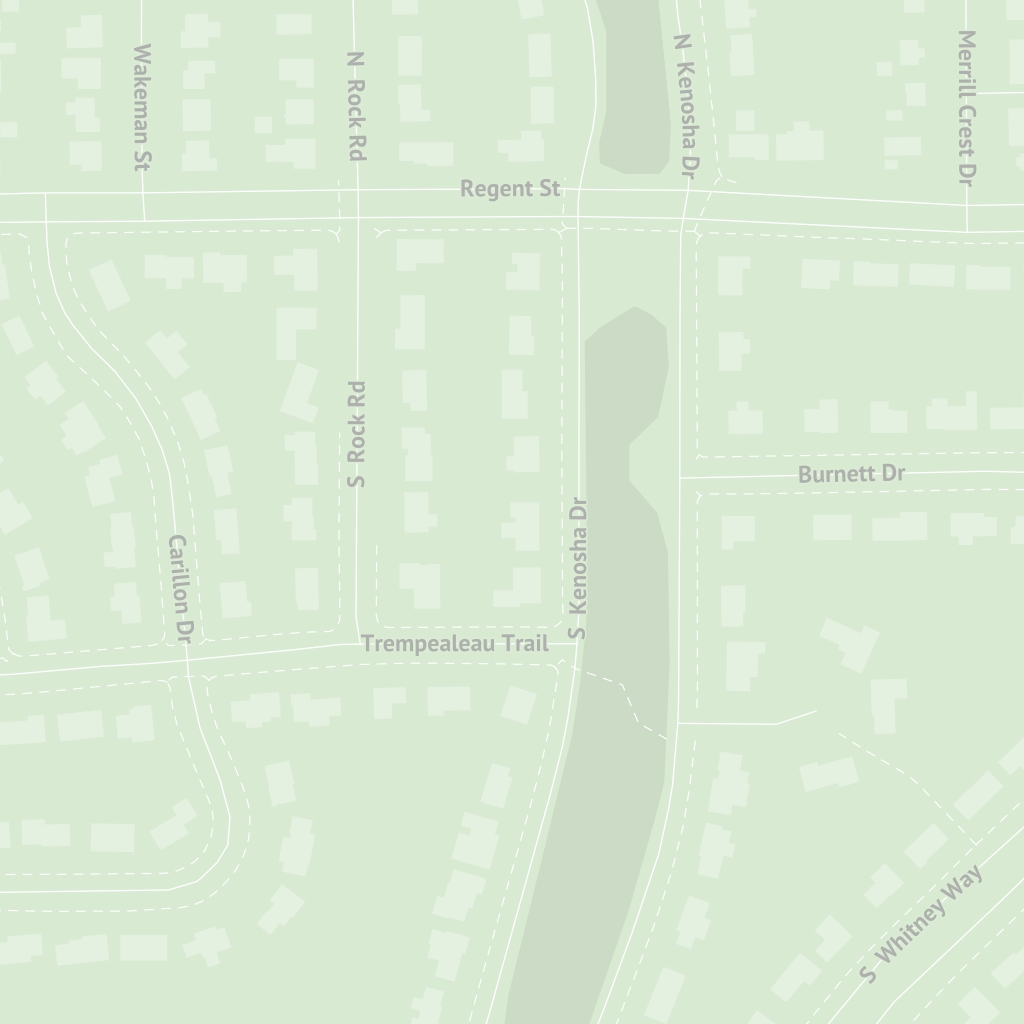 Wakeman St
N Rock Rd
N Kenosha Dr
Merrill Crest Dr
Regent St
S Rock Rd
Burnett Dr
S Kenosha Dr
Carillon Dr
Trempealeau Trail
S Whitney Way